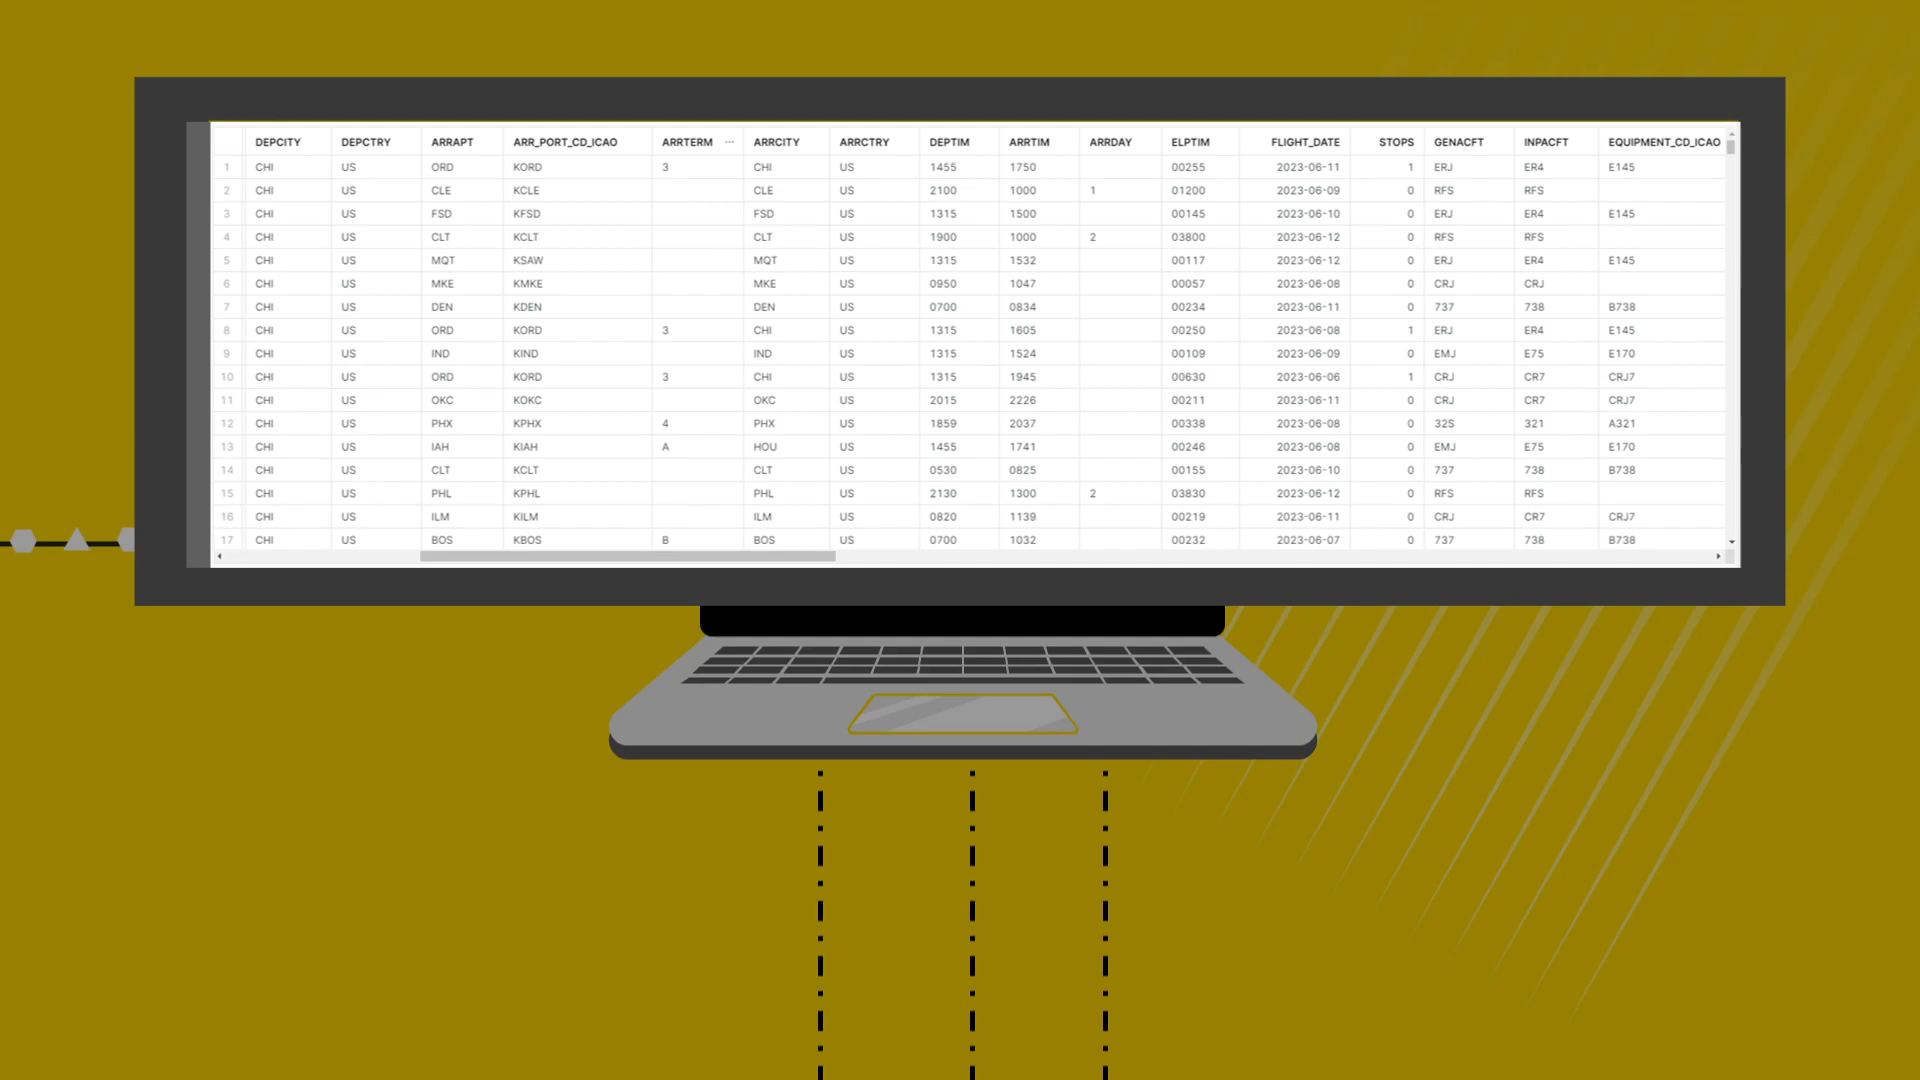 DEPCITY DEPCTRY ARRAPT ARR_PORT_CD_ICAO ARRTERM ... ARRCITY ARRCTRY DEPTIM ARRTIM ARRDAY ELPTIM FLIGHT_DATE STOPS GENACFT INPACFT EQUIPMENT_CD_ICAO
1 CHI US ORD KORD 3 CHI US 1455 1750 00255 2023-06-11 1 ERJ ER4 E145
2 CHI US CLE KCLE CLE US 2100 1000 1 01200 2023-06-09 0 RFS RFS
3 CHI US FSD KFSD FSD US 1315 1500 00145 2023-06-10 0 ERJ ER4 E145
4 CHI US CLT KCLT CLT US 1900 1000 2 03800 2023-06-12 0 RFS RFS
5 CHI US MQT KSAW MQT US 1315 1532 00117 2023-06-12 0 ERJ ER4 E145
6 CHI US MKE KMKE MKE US 0950 1047 00057 2023-06-08 0 CRJ CRJ
7 CHI US DEN KDEN DEN US 0700 0834 00234 2023-06-11 0 737 738 B738
8 CHI US ORD KORD 3 CHI US 1315 1605 00250 2023-06-08 1 ERJ ER4 E145
9 CHI US IND KIND IND US 1315 1524 00109 2023-06-09 0 EMJ E75 E170
10 CHI US ORD KORD 3 CHI US 1315 1945 00630 2023-06-06 1 CRJ CR7 CRJ7
11 CHI US OKC KOKC OKC US 2015 2226 00211 2023-06-11 0 CRJ CR7 CRJ7
12 CHI US PHX KPHX 4 PHX US 1859 2037 00338 2023-06-08 0 32S 321 A321
13 CHI US IAH KIAH A HOU US 1455 1741 00246 2023-06-08 0 EMJ E75 E170
14 CHI US CLT KCLT CLT US 0530 0825 00155 2023-06-10 0 737 738 B738
15 CHI US PHL KPHL PHL US 2130 1300 2 03830 2023-06-12 0 RFS RFS
16 CHI US ILM KILM ILM US 0820 1139 00219 2023-06-11 0 CRJ CR7 CRJ7
17 CHI US BOS KBOS B BOS US 0700 1032 00232 2023-06-07 0 737 738 B738